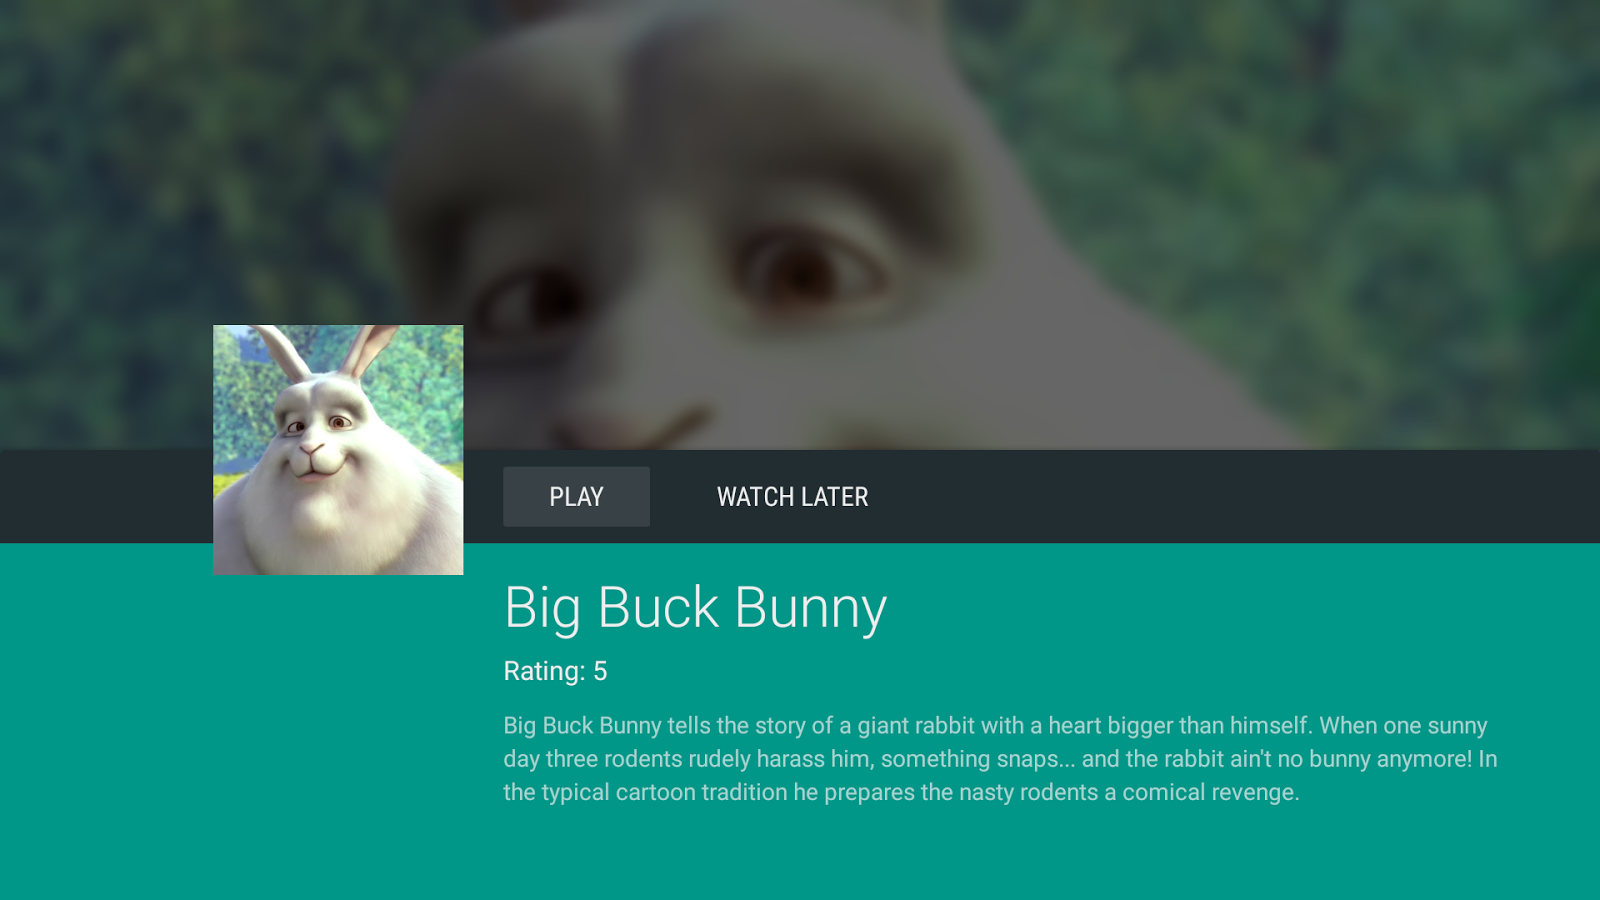 PLAY
WATCH LATER
Big Buck Bunny
Rating: 5
Big Buck Bunny tells the story of a giant rabbit with a heart bigger than himself. When one sunny
day three rodents rudely harass him, something snaps... and the rabbit ain't no bunny anymore! In
the typical cartoon tradition he prepares the nasty rodents a comical revenge.